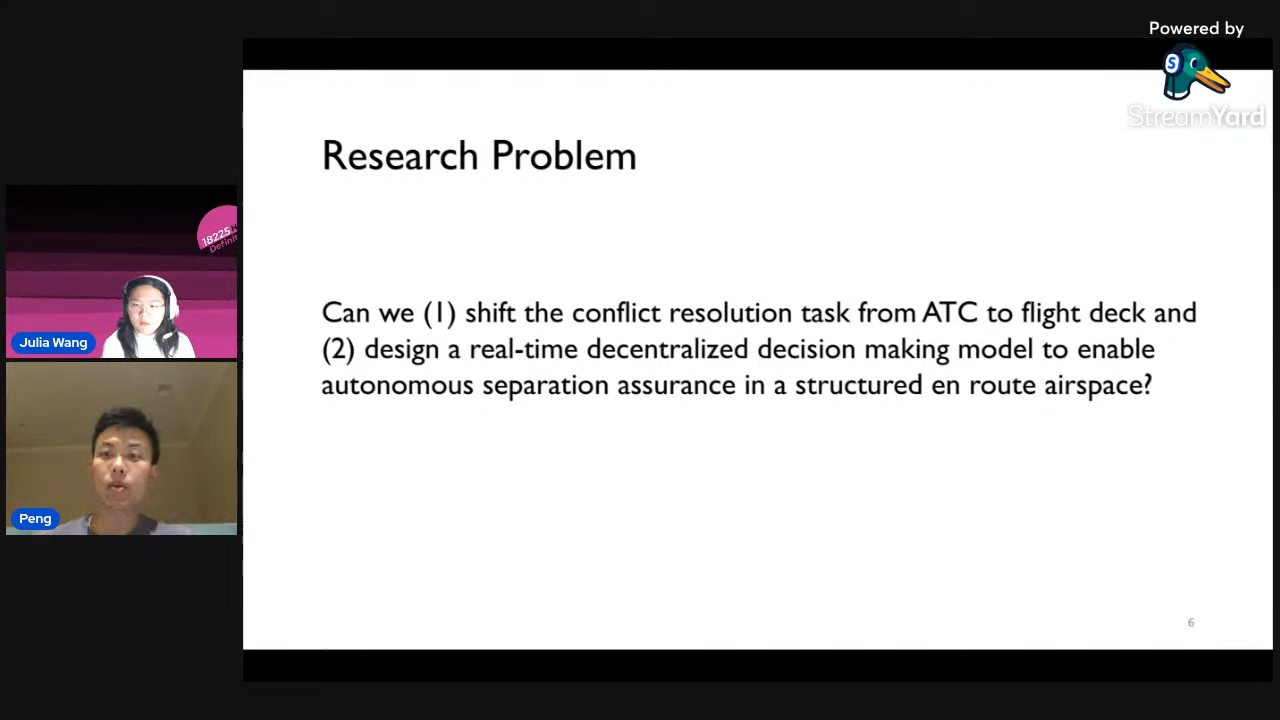 Powered by
S
StreamYard
Research Problem
Can we (1) shift the conflict resolution task from ATC to flight deck and
(2) design a real-time decentralized decision making model to enable
autonomous separation assurance in a structured en route airspace?
6
18225
Definit
Julia Wang
Peng